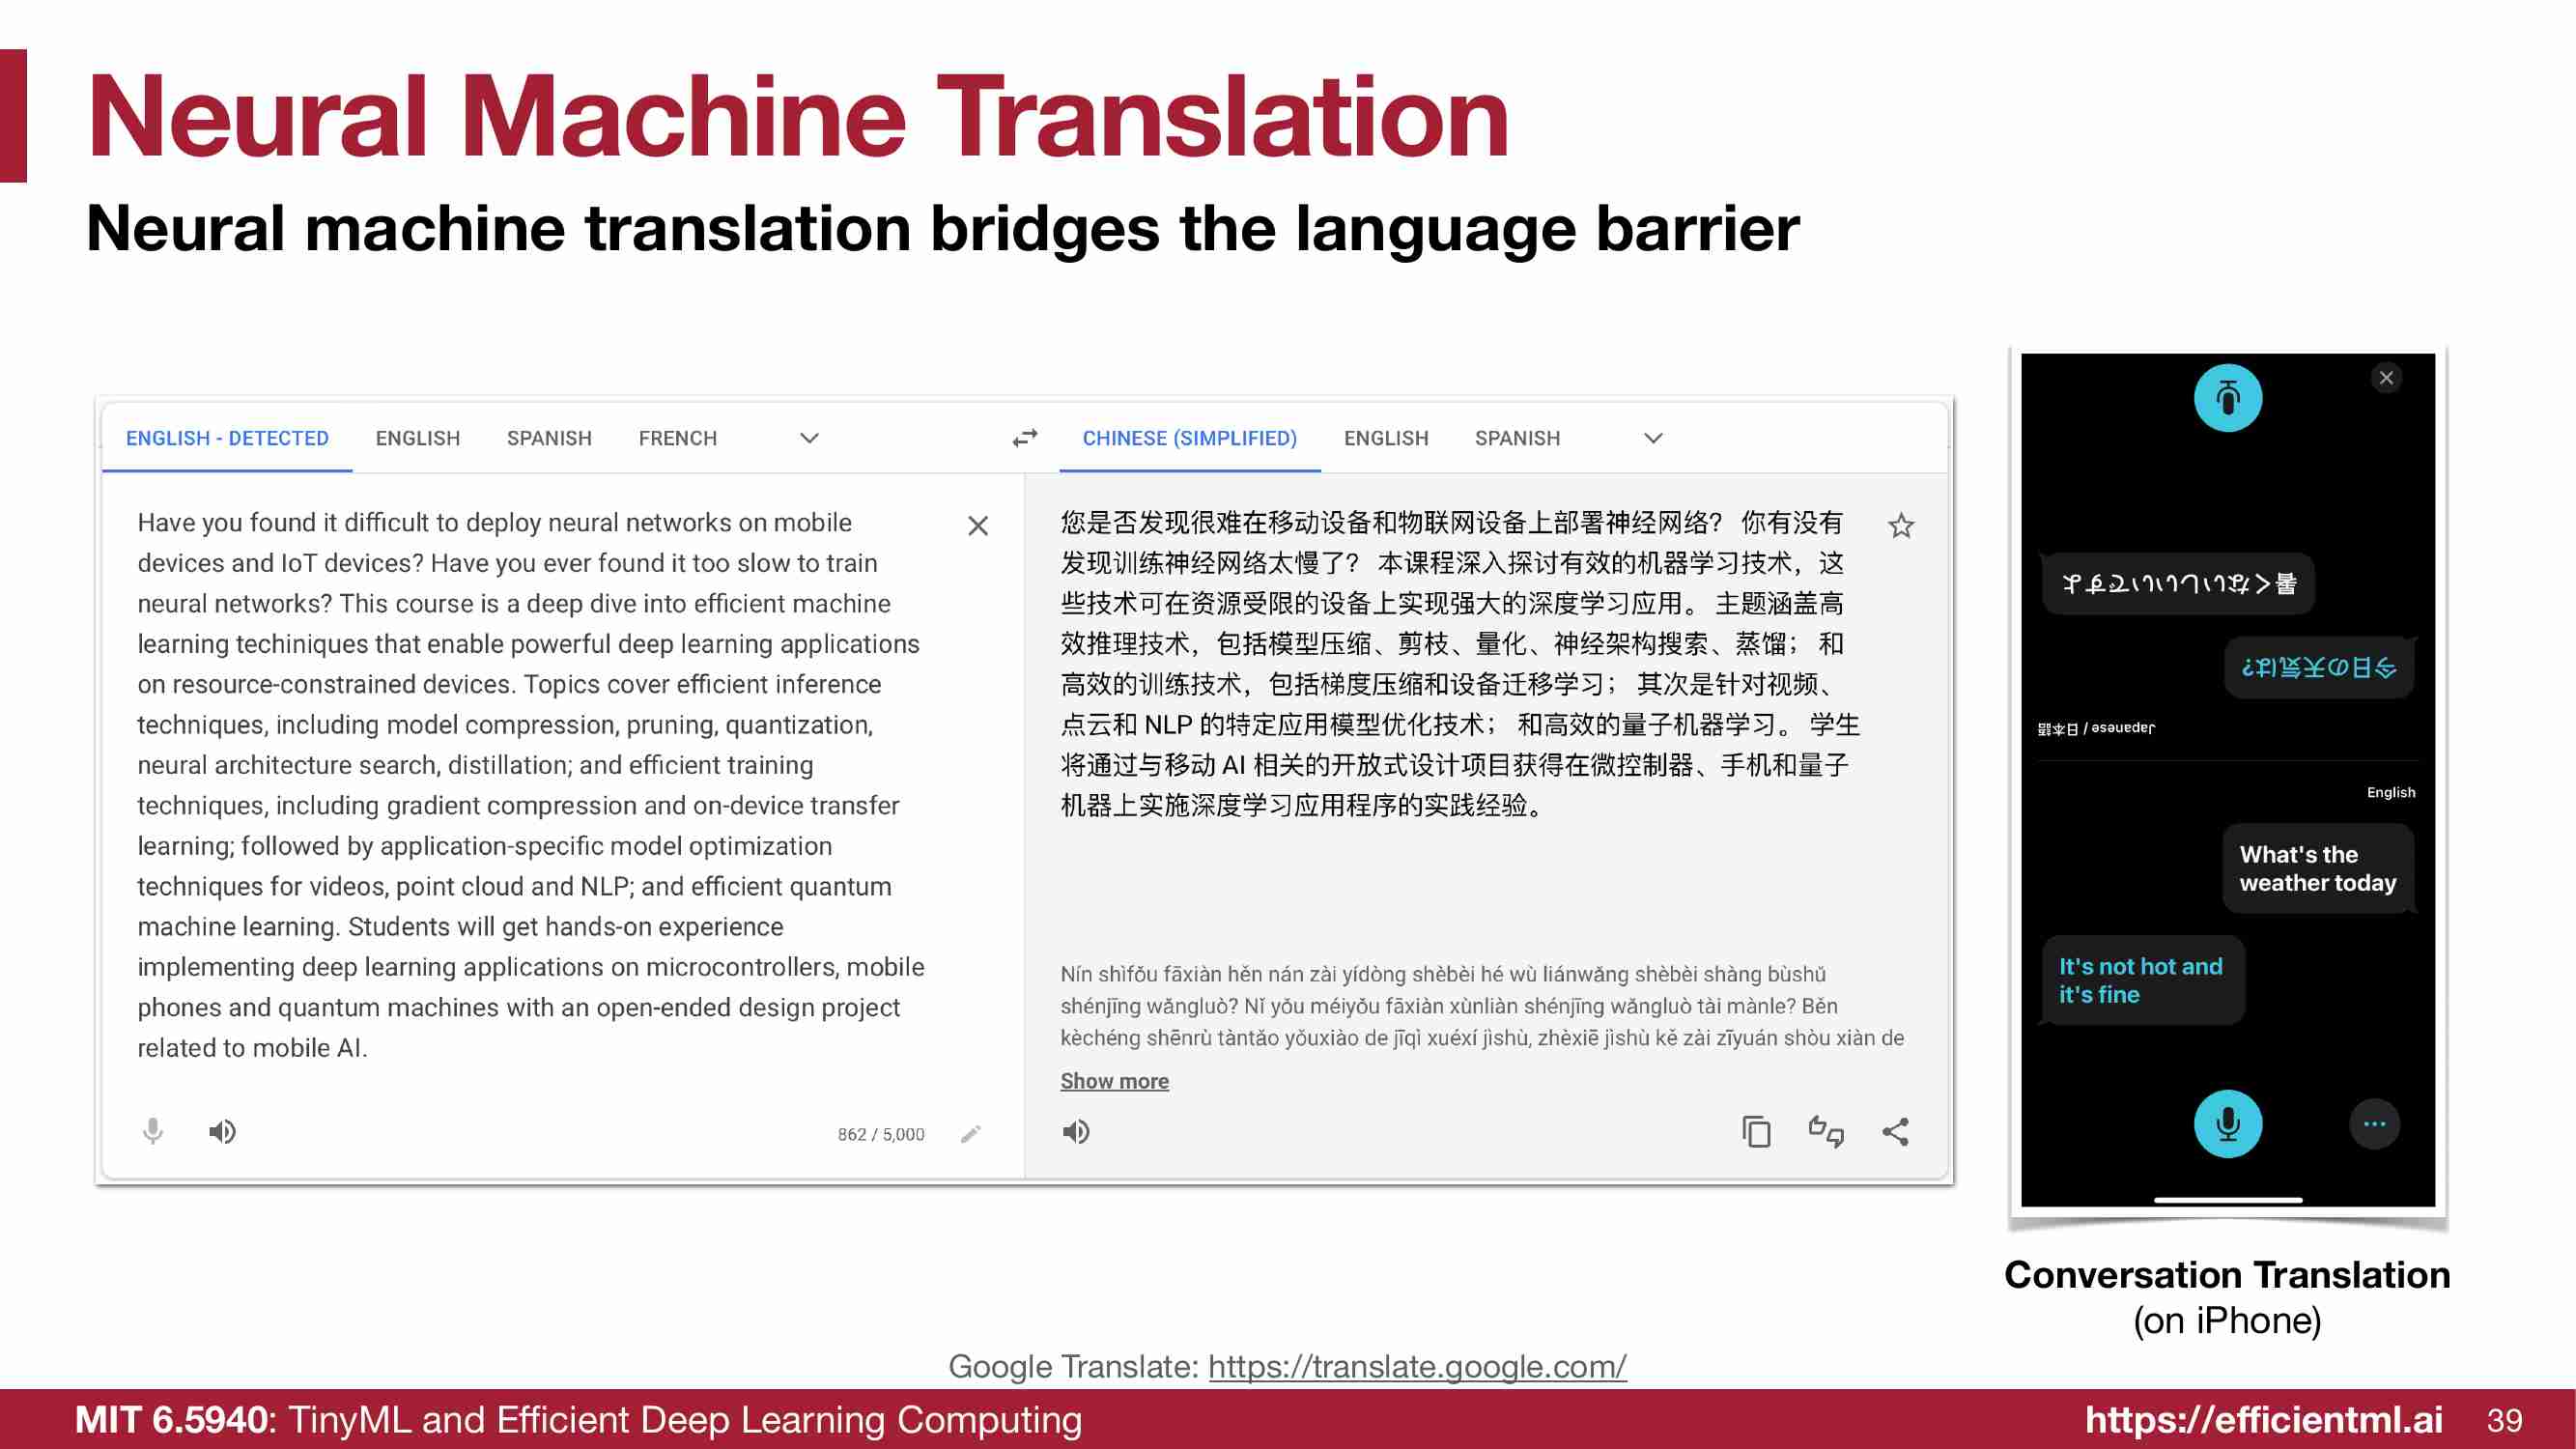 Neural Machine Translation
Neural machine translation bridges the language barrier
ENGLISH - DETECTED ENGLISH SPANISH FRENCH
CHINESE (SIMPLIFIED) ENGLISH SPANISH
Have you found it difficult to deploy neural networks on mobile
devices and IoT devices? Have you ever found it too slow to train
neural networks? This course is a deep dive into efficient machine
learning techiniques that enable powerful deep learning applications
on resource-constrained devices. Topics cover efficient inference
techniques, including model compression, pruning, quantization,
neural architecture search, distillation; and efficient training
techniques, including gradient compression and on-device transfer
learning; followed by application-specific model optimization
techniques for videos, point cloud and NLP; and efficient quantum
machine learning. Students will get hands-on experience
implementing deep learning applications on microcontrollers, mobile
phones and quantum machines with an open-ended design project
related to mobile AI.
862 / 5,000
您是否发现很难在移动设备和物联网设备上部署神经网络？ 你有没有
发现训练神经网络太慢了？ 本课程深入探讨有效的机器学习技术，这
些技术可在资源受限的设备上实现强大的深度学习应用。 主题涵盖高
效推理技术，包括模型压缩、剪枝、量化、神经架构搜索、蒸馏； 和
高效的训练技术，包括梯度压缩和设备迁移学习； 其次是针对视频、
点云和 NLP 的特定应用模型优化技术； 和高效的量子机器学习。 学生
将通过与移动 AI 相关的开放式设计项目获得在微控制器、手机和量子
机器上实施深度学习应用程序的实践经验。
Nín shìfǒu fāxiàn hěn nán zài yídòng shèbèi hé wù liánwǎng shèbèi shàng bùshǔ
shénjīng wǎngluò? Nǐ yǒu méiyǒu fāxiàn xùnliàn shénjīng wǎngluò tài mànle? Běn
kèchéng shēnrù tàntǎo yǒuxiào de jīqì xuéxí jìshù, zhèxiē jìshù kě zài zīyuán shòu xiàn de
Show more
Japanese / 日本語
今日の天気は?
暑くないしいいですよ
English
What's the
weather today
It's not hot and
it's fine
Conversation Translation
(on iPhone)
Google Translate: https://translate.google.com/
MIT 6.5940: TinyML and Efficient Deep Learning Computing
https://efficientml.ai 39